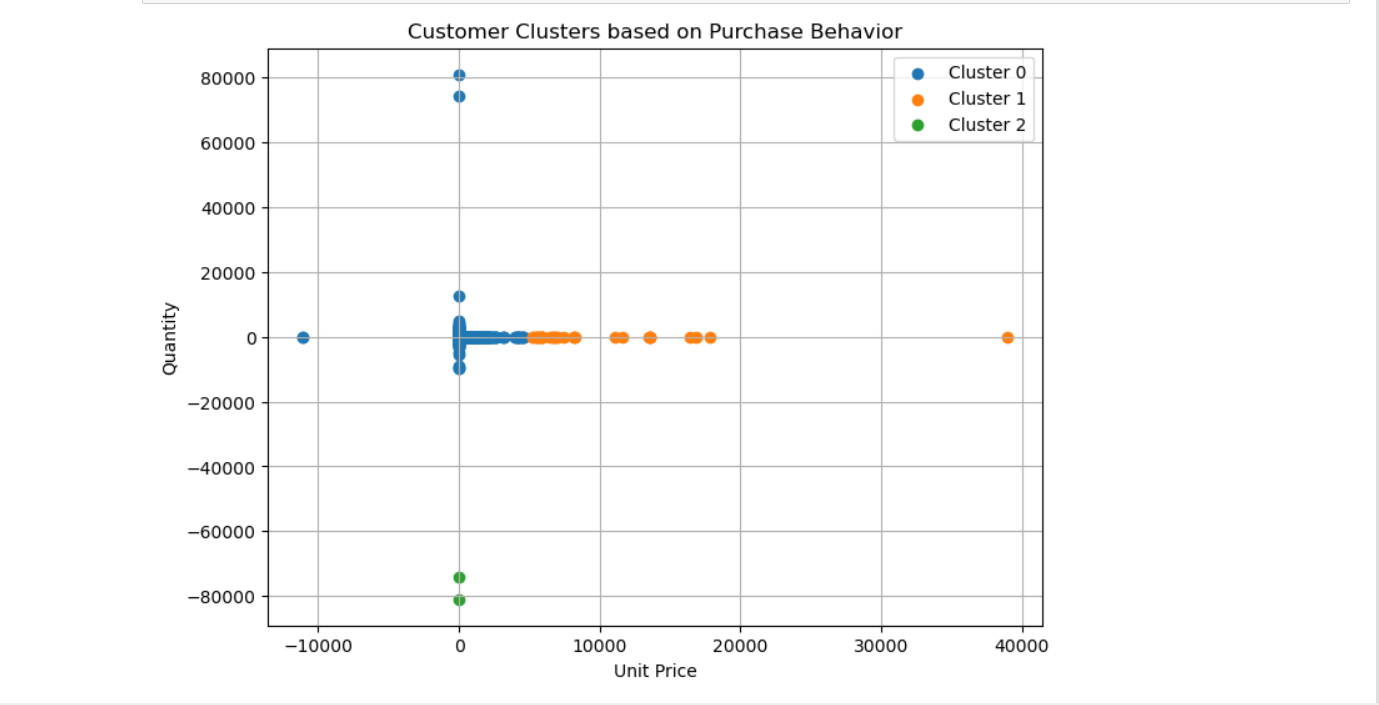 Customer Clusters based on Purchase Behavior
Cluster 0
Cluster 1
Cluster 2
80000
60000
40000
20000
0
−20000
−40000
−60000
−80000
Quantity
−10000 0 10000 20000 30000 40000
Unit Price